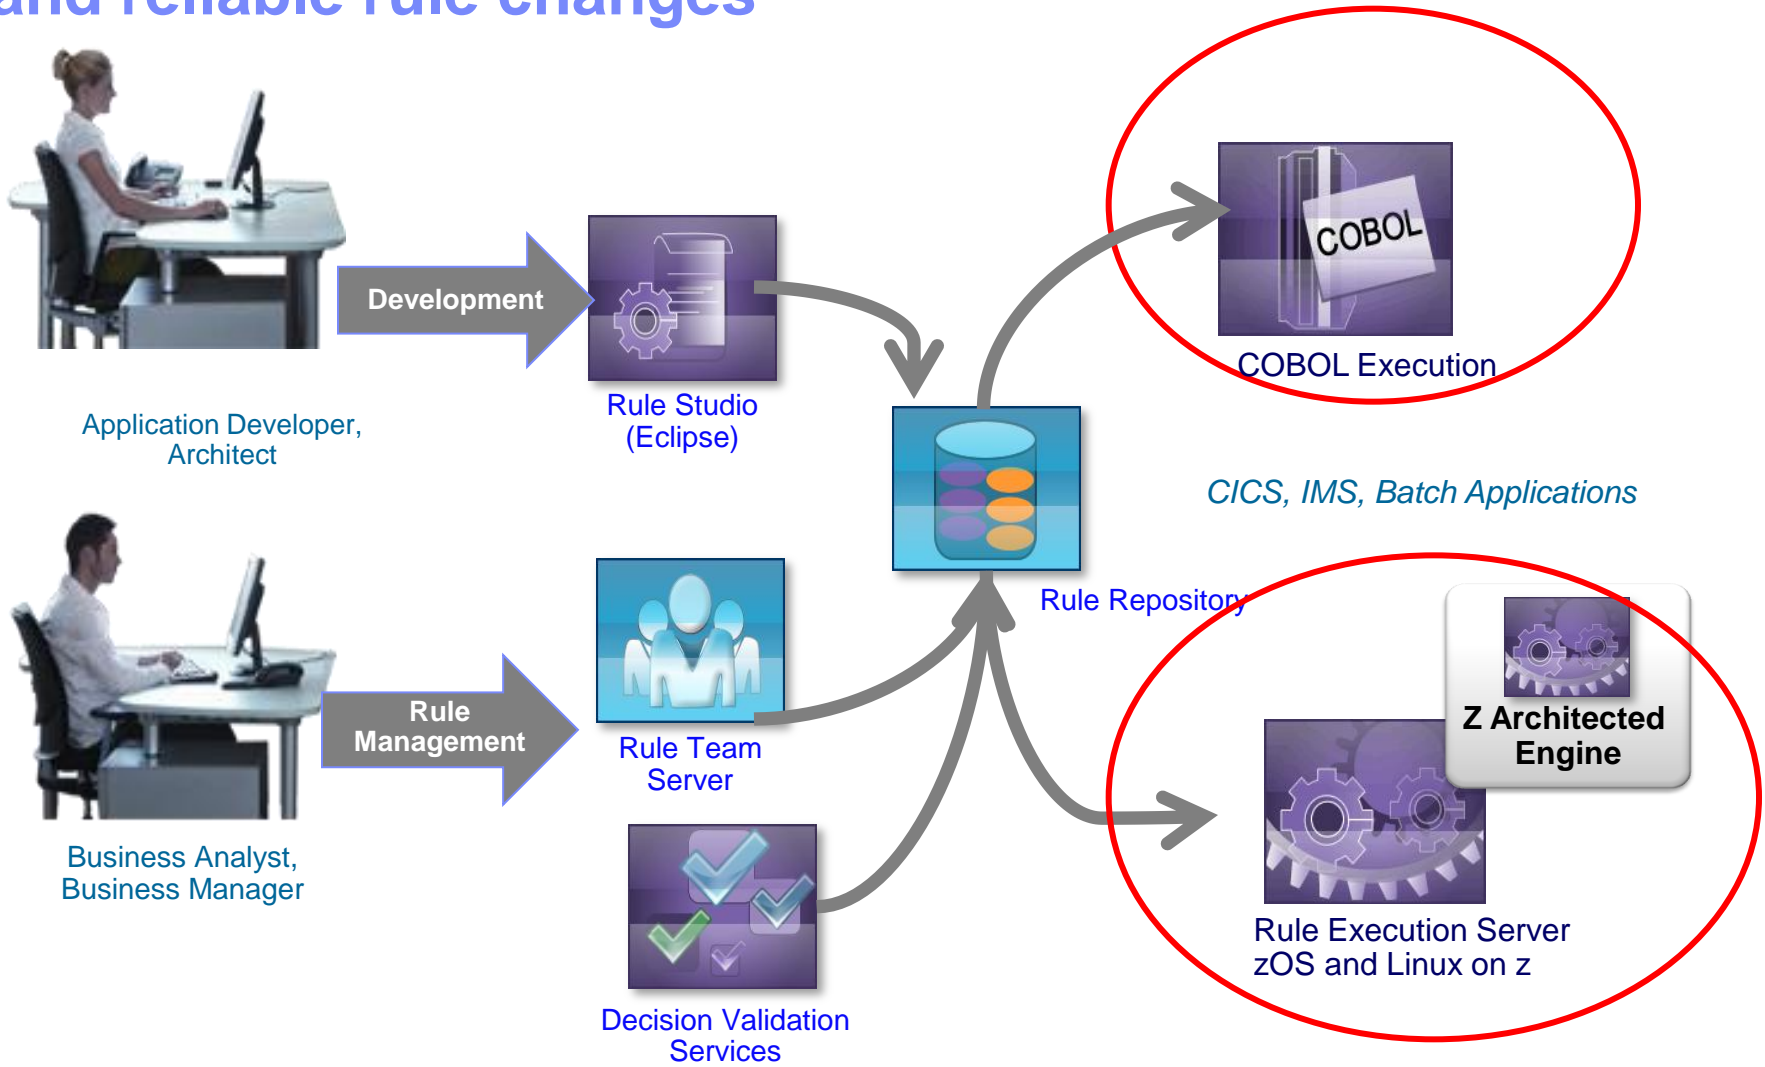 and reliable rule changes
COBOL
COBOL Execution
Development
Rule Studio
(Eclipse)
Application Developer,
Architect
CICS, IMS, Batch Applications
Rule Repository
Z Architected
Engine
Rule
Management
Rule Team
Server
Business Analyst,
Business Manager
Rule Execution Server
zOS and Linux on z
Decision Validation
Services